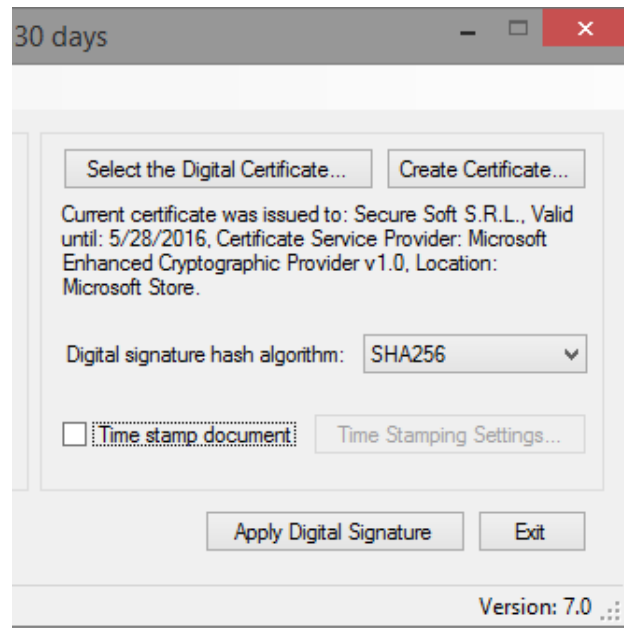 30 days
Select the Digital Certificate... Create Certificate...
Current certificate was issued to: Secure Soft S.R.L., Valid
until: 5/28/2016, Certificate Service Provider: Microsoft
Enhanced Cryptographic Provider v1.0, Location:
Microsoft Store.
Digital signature hash algorithm: SHA256
Time stamp document Time Stamping Settings...
Apply Digital Signature Exit
Version: 7.0